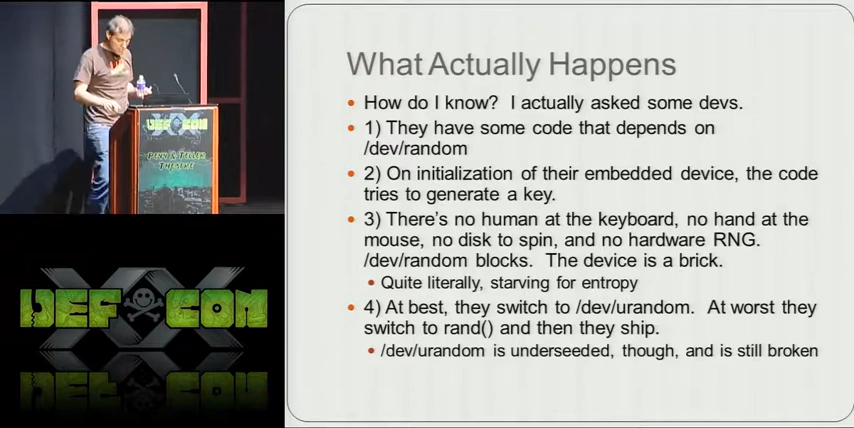 What Actually Happens
How do I know? I actually asked some devs.
1) They have some code that depends on
/dev/random
2) On initialization of their embedded device, the code
tries to generate a key.
3) There's no human at the keyboard, no hand at the
mouse, no disk to spin, and no hardware RNG.
/dev/random blocks. The device is a brick.
Quite literally, starving for entropy
4) At best, they switch to /dev/urandom. At worst they
switch to rand() and then they ship.
/dev/urandom is underseeded, though, and is still broken
DEF CON
PENN & TELLER
THEATRE
XX
DEF CON